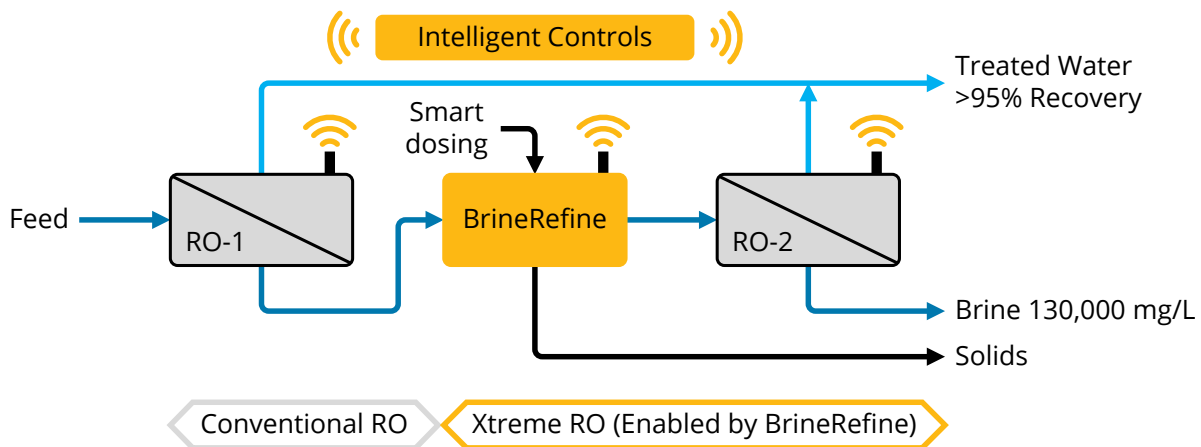 Intelligent Controls
Treated Water
>95% Recovery
Smart
dosing
Feed
RO-1
BrineRefine
RO-2
Brine 130,000 mg/L
Solids
Conventional RO
Xtreme RO (Enabled by BrineRefine)